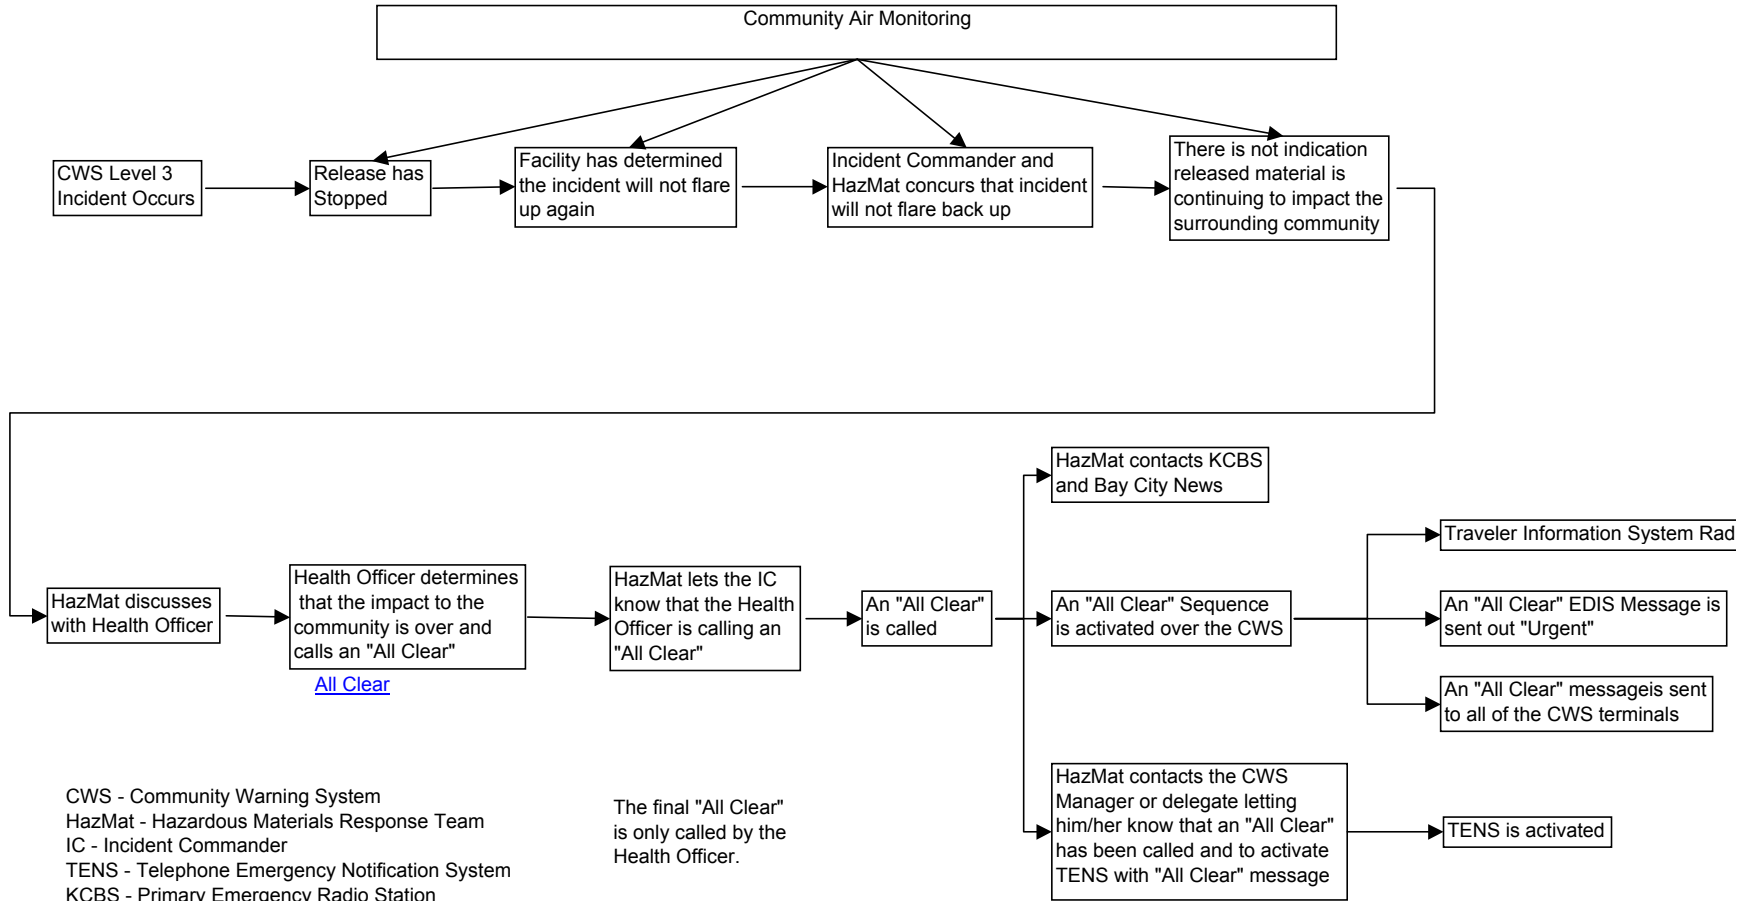 Community Air Monitoring
CWS Level 3
Incident Occurs
Release has
Stopped
Facility has determined
the incident will not flare
up again
Incident Commander and
HazMat concurs that incident
will not flare back up
There is not indication
released material is
continuing to impact the
surrounding community
HazMat discusses
with Health Officer
Health Officer determines
that the impact to the
community is over and
calls an "All Clear"
All Clear
HazMat lets the IC
know that the Health
Officer is calling an
"All Clear"
An "All Clear"
is called
HazMat contacts KCBS
and Bay City News
An "All Clear" Sequence
is activated over the CWS
HazMat contacts the CWS
Manager or delegate letting
him/her know that an "All Clear"
has been called and to activate
TENS with "All Clear" message
Traveler Information System Rad
An "All Clear" EDIS Message is
sent out "Urgent"
An "All Clear" messageis sent
to all of the CWS terminals
TENS is activated
CWS - Community Warning System
HazMat - Hazardous Materials Response Team
IC - Incident Commander
TENS - Telephone Emergency Notification System
KCBS - Primary Emergency Radio Station
The final "All Clear"
is only called by the
Health Officer.